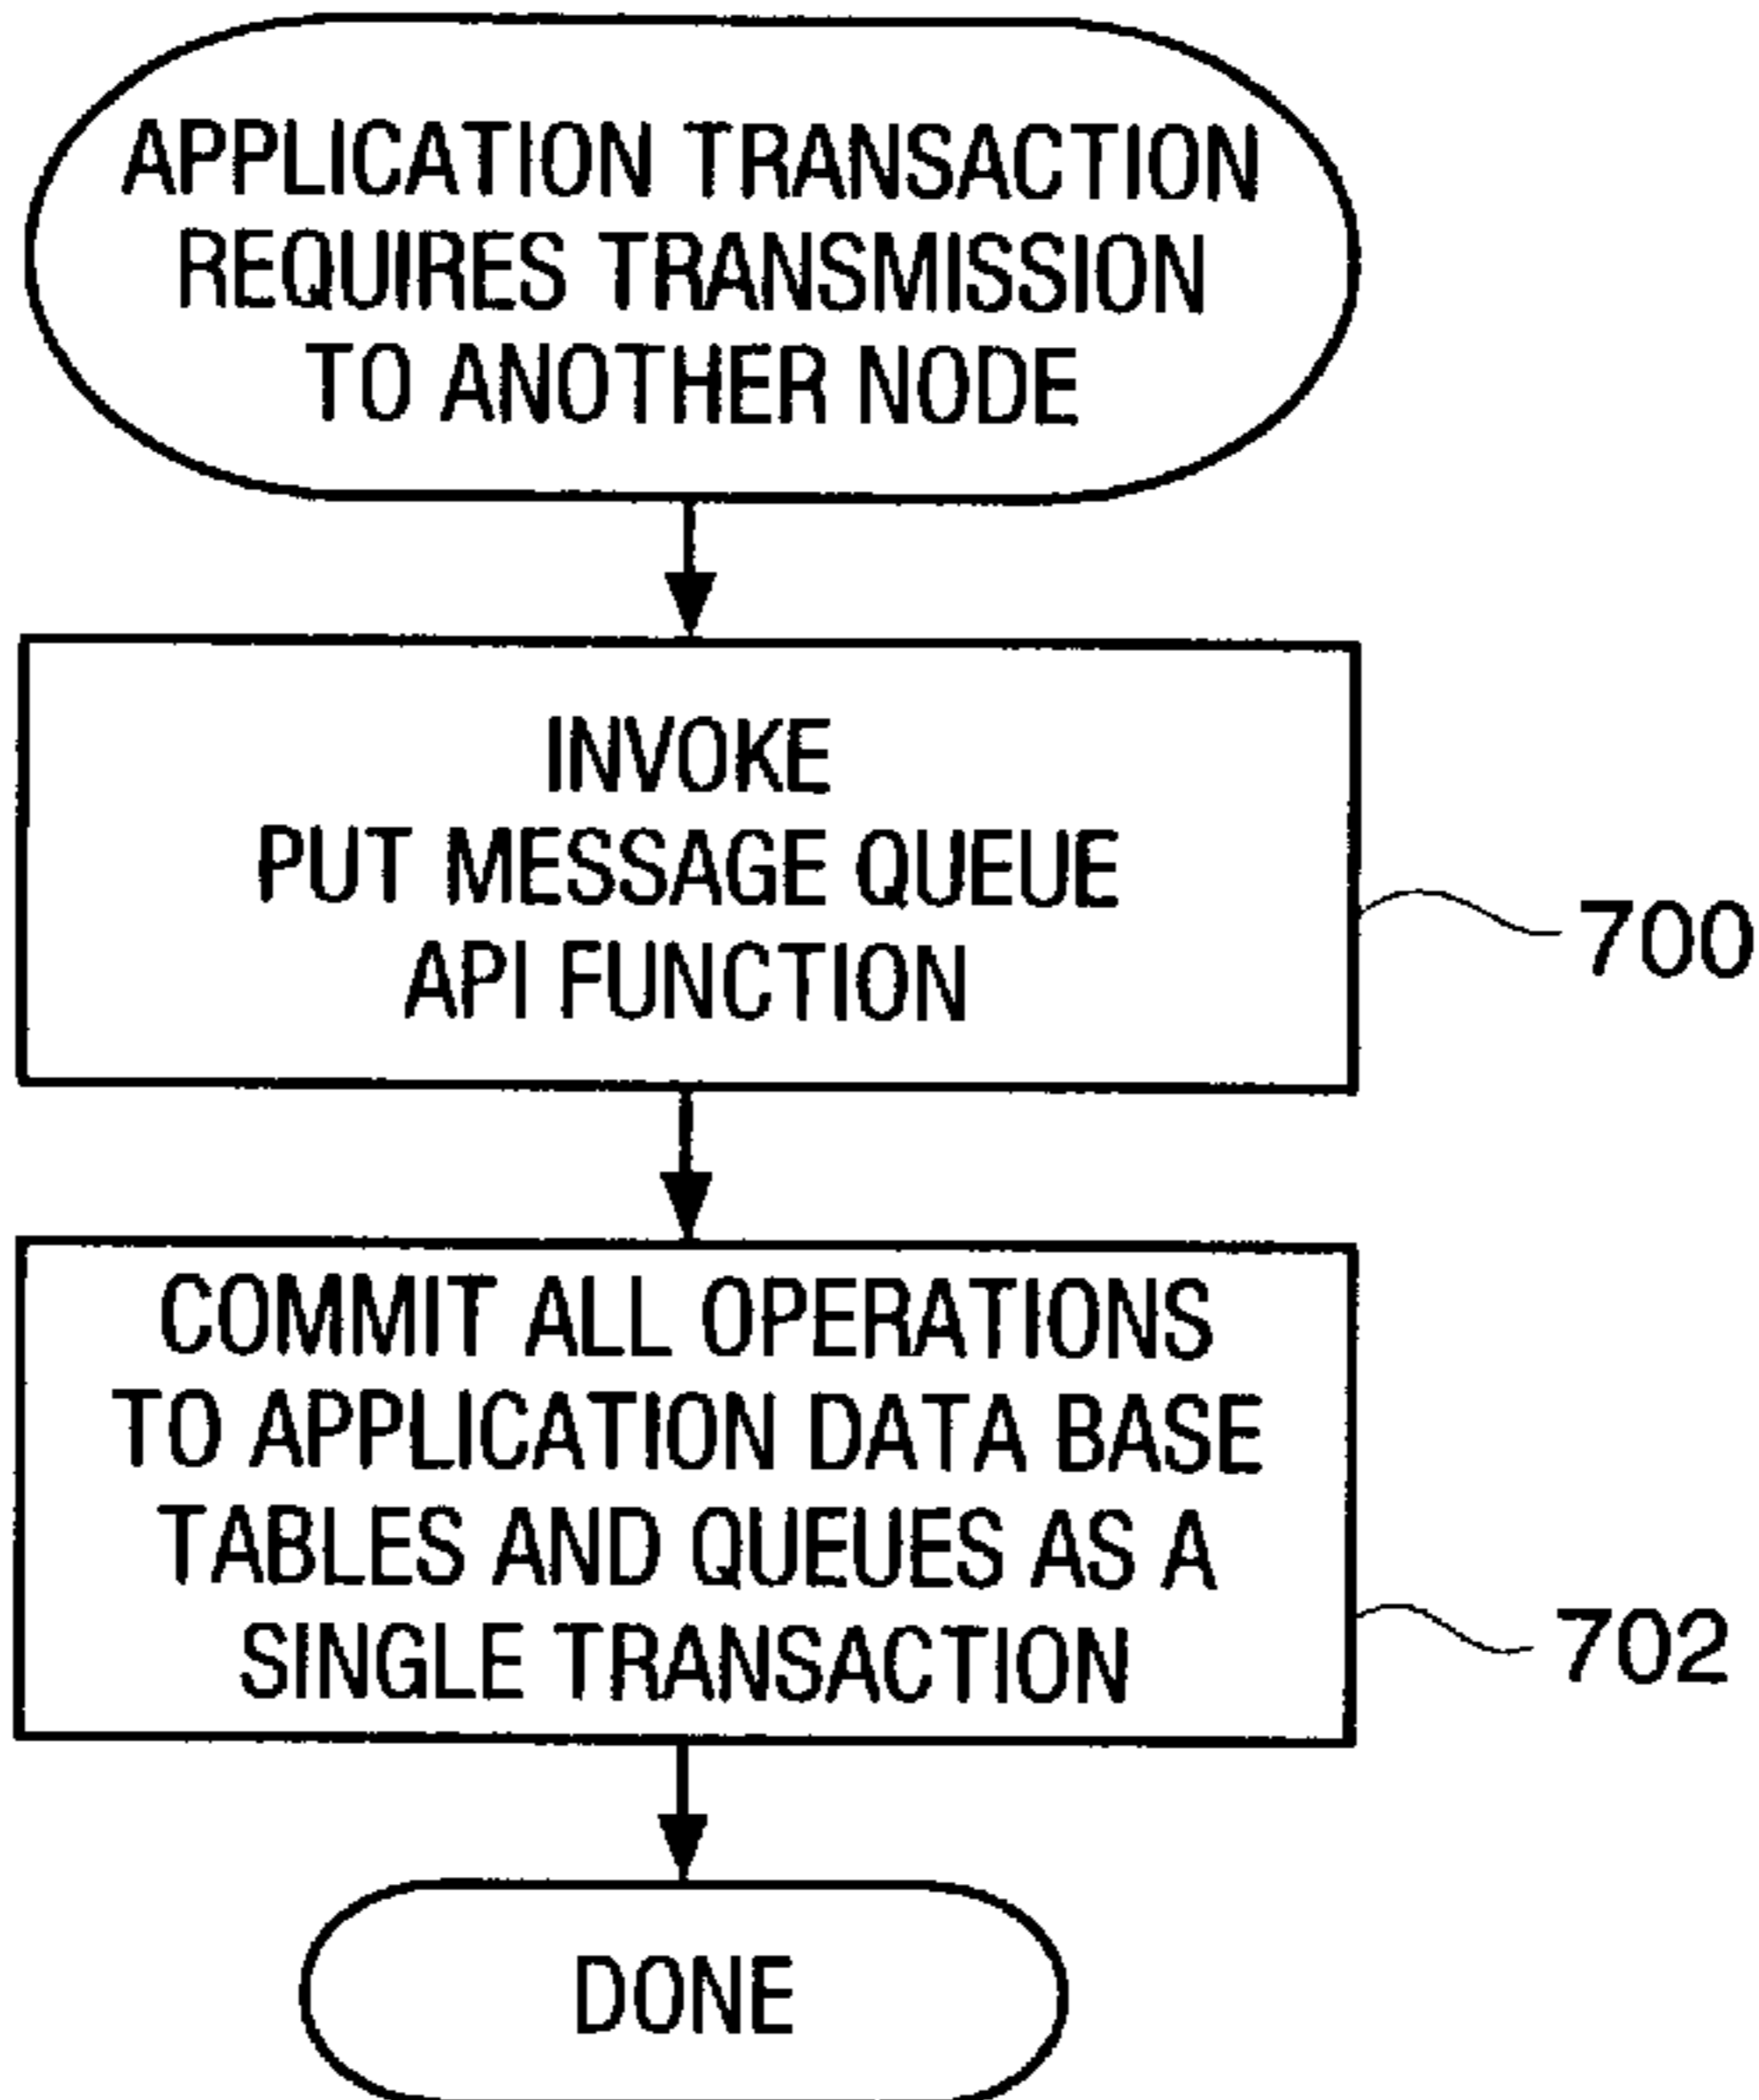 APPLICATION TRANSACTION
REQUIRES TRANSMISSION
TO ANOTHER NODE
INVOKE
PUT MESSAGE QUEUE
API FUNCTION
700
COMMIT ALL OPERATIONS
TO APPLICATION DATA BASE
TABLES AND QUEUES AS A
SINGLE TRANSACTION
702
DONE